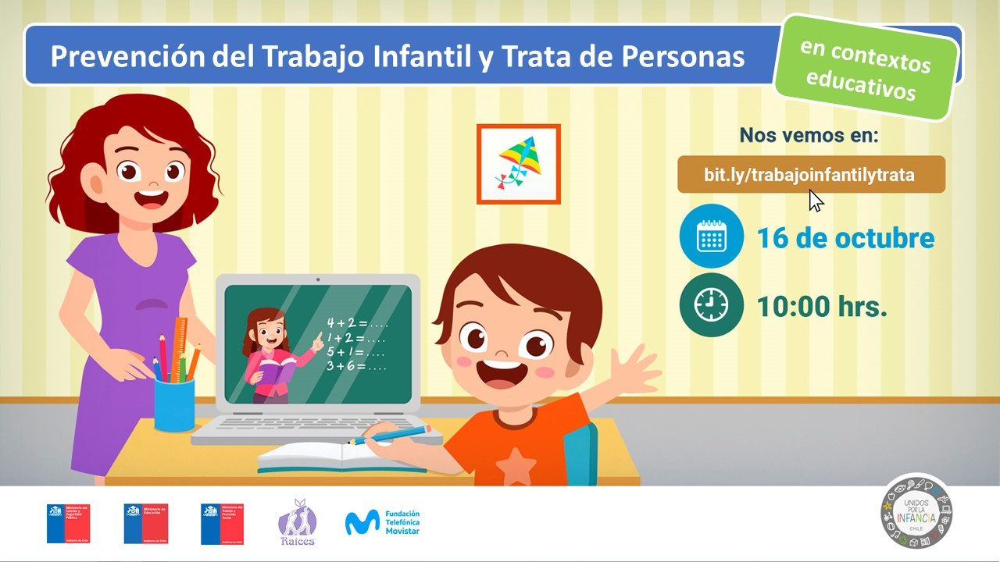 Prevención del Trabajo Infantil y Trata de Personas
en contextos
educativos
Nos vemos en:
bit.ly/trabajoinfantilytrata
16 de octubre
10:00 hrs.
4+2=....
1+2=....
5+1=....
3+6=....
Ministerio del
Interior y
Seguridad
Pública
Gobierno de Chile
Ministerio de
Educación
Gobierno de Chile
Ministerio del
Trabajo y
Previsión
Social
Gobierno de Chile
Raíces
Fundación
Telefónica
Movistar
UNIDOS
POR LA
INFANCIA
CHILE